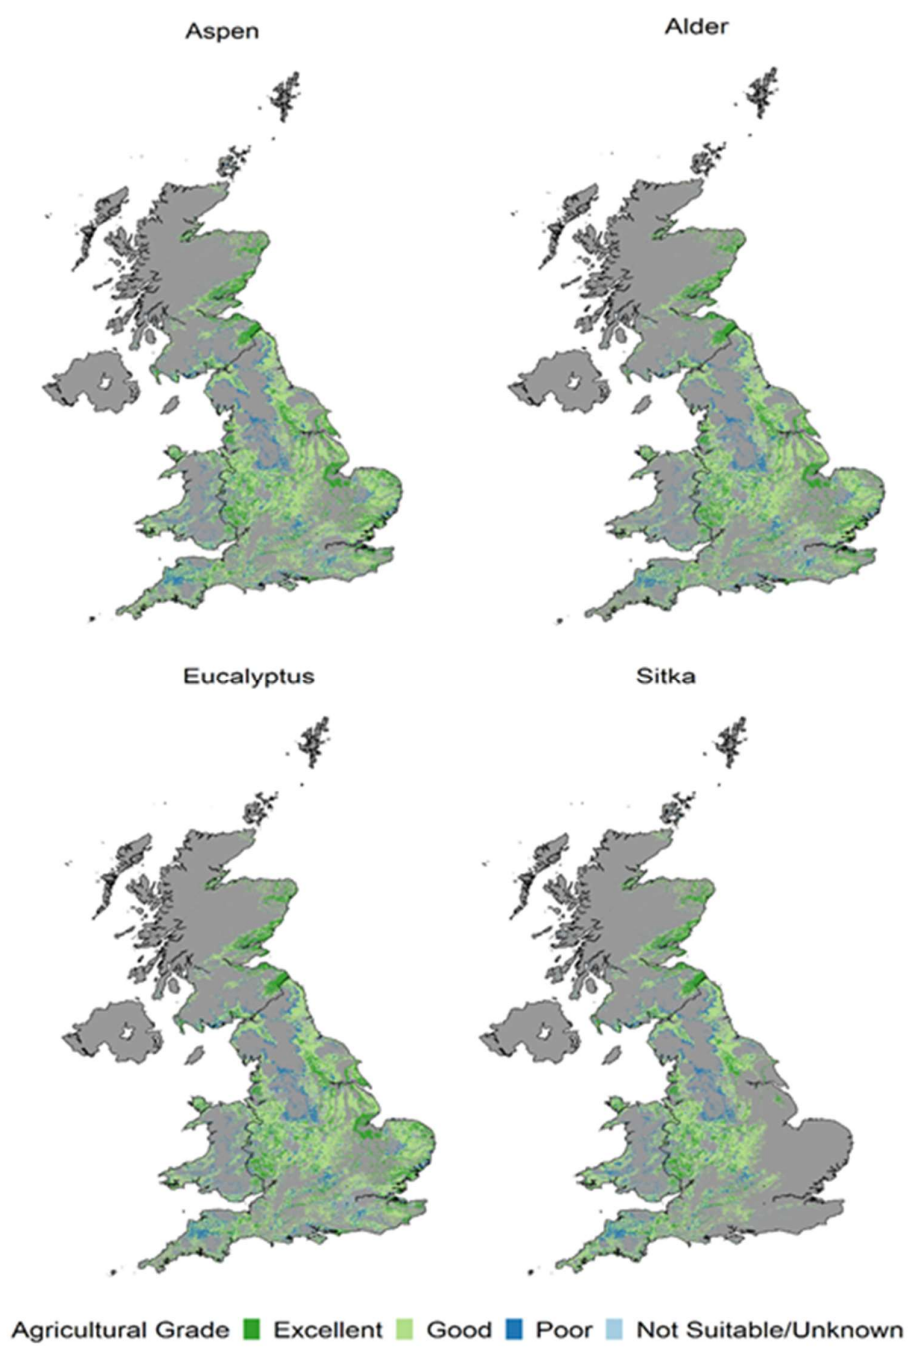 Aspen
Alder
Eucalyptus
Sitka
Agricultural Grade Excellent Good Poor Not Suitable/Unknown